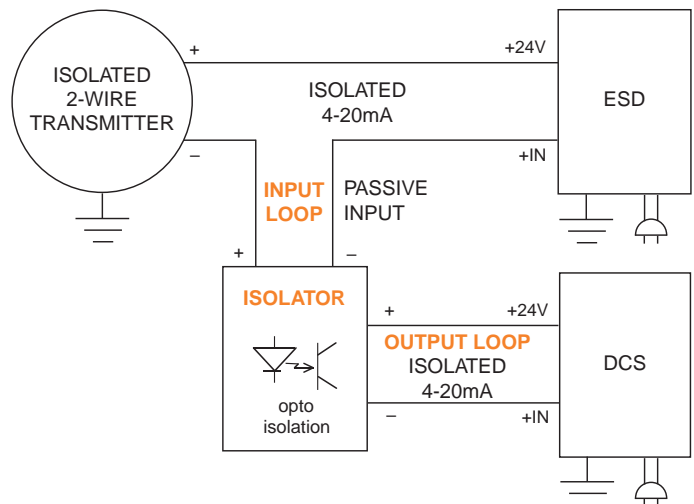 +
+24V
ISOLATED
2-WIRE
TRANSMITTER
ISOLATED
4-20mA
ESD
–
+IN
INPUT
LOOP
PASSIVE
INPUT
+
–
ISOLATOR
+
+24V
OUTPUT LOOP
ISOLATED
4-20mA
DCS
opto
isolation
–
+IN